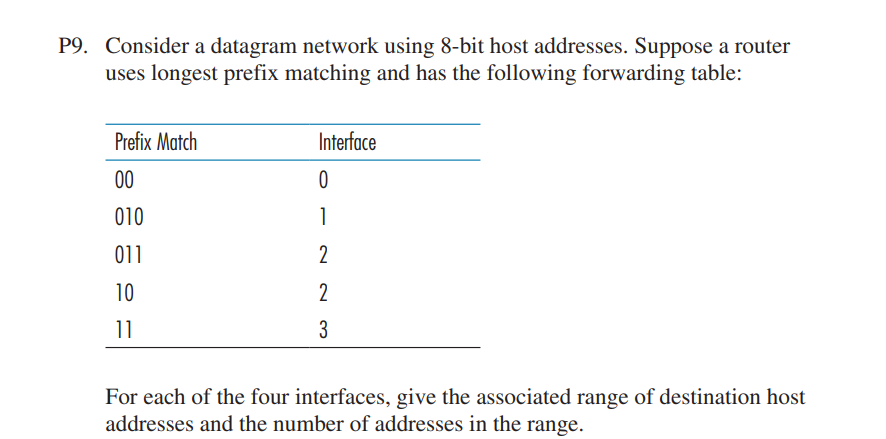 P9. Consider a datagram network using 8-bit host addresses. Suppose a router
uses longest prefix matching and has the following forwarding table:
Prefix Match Interface
00 0
010 1
011 2
10 2
11 3
For each of the four interfaces, give the associated range of destination host
addresses and the number of addresses in the range.